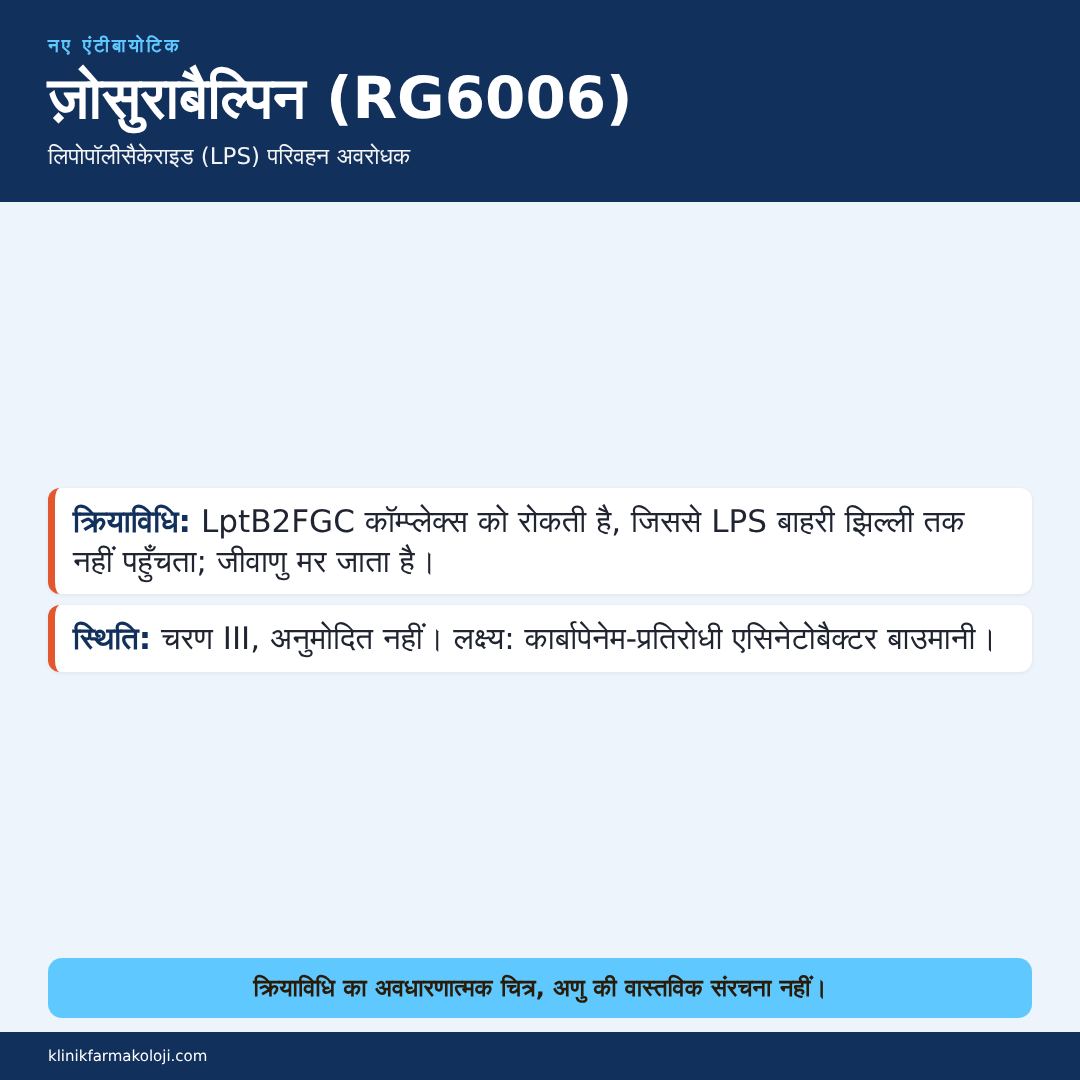 नए एंटीबायोटिक
ज़ोसुराबैल्पिन (RG6006)
लिपोपॉलीसैकेराइड (LPS) परिवहन अवरोधक
क्रियाविधि: LptB2FGC कॉम्प्लेक्स को रोकती है, जिससे LPS बाहरी झिल्ली तक
नहीं पहुँचता; जीवाणु मर जाता है।
स्थिति: चरण III, अनुमोदित नहीं। लक्ष्य: कार्बापेनेम-प्रतिरोधी एसिनेटोबैक्टर बाउमानी।
क्रियाविधि का अवधारणात्मक चित्र, अणु की वास्तविक संरचना नहीं।
klinikfarmakoloji.com